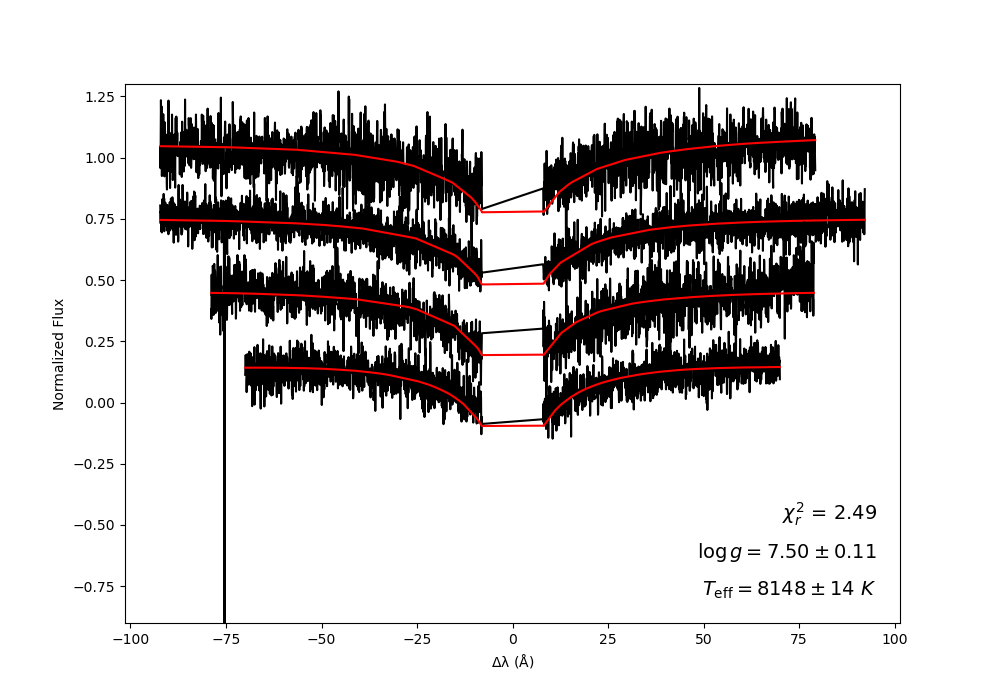 1.25
1.00
0.75
0.50
0.25
0.00
−0.25
−0.50
−0.75
Normalized Flux
χ²ᵣ = 2.49
log g = 7.50 ± 0.11
T_eff = 8148 ± 14 K
−100 −75 −50 −25 0 25 50 75 100
Δλ (Å)